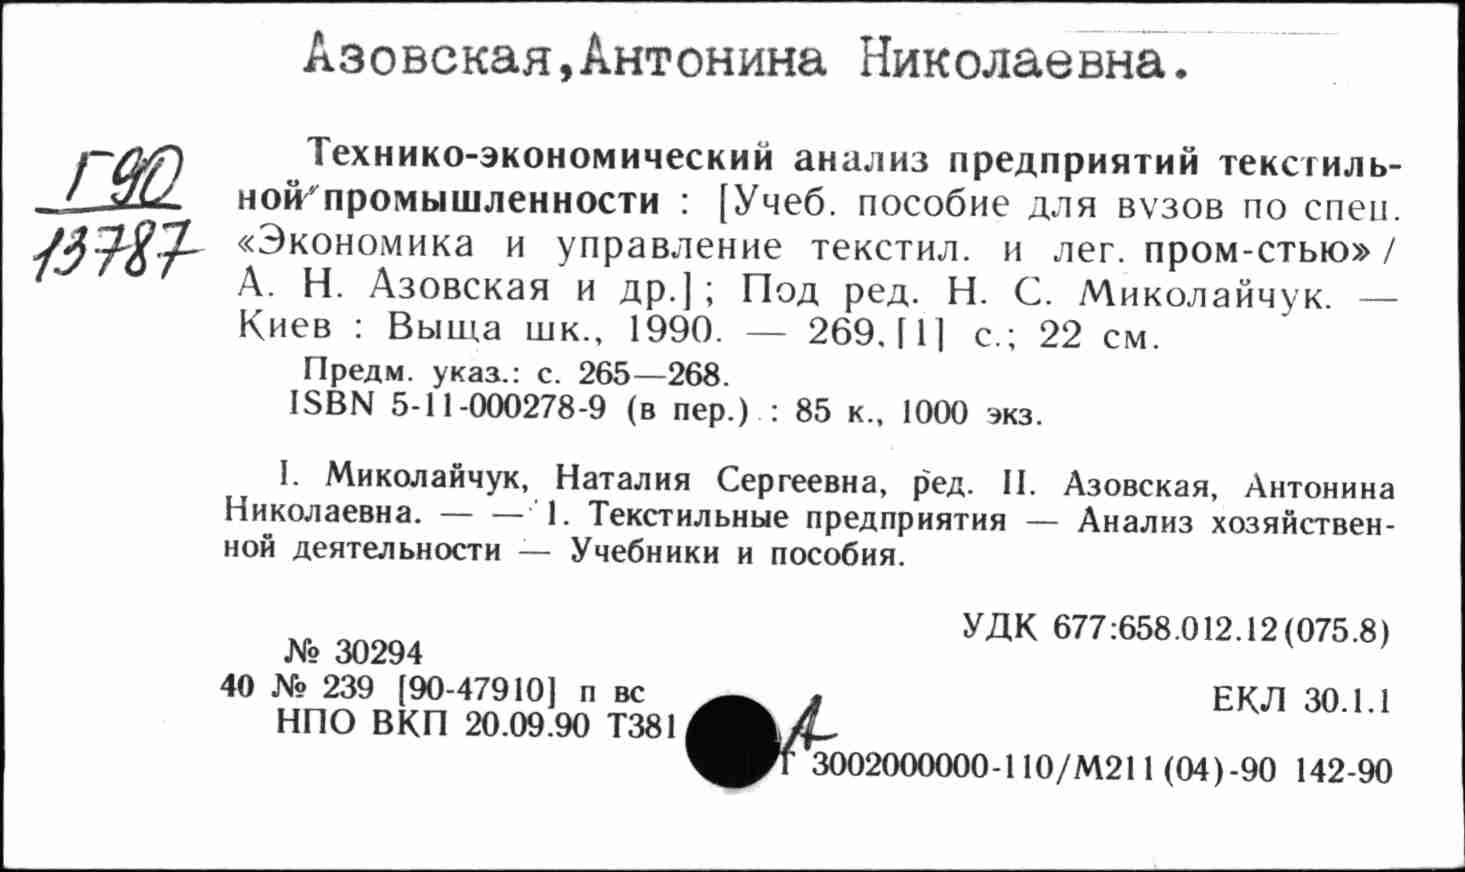 Азовская,Антонина Николаевна.
Г90
13787
Технико-экономический анализ предприятий текстиль-
ной промышленности : [Учеб. пособие для вузов по спец.
«Экономика и управление текстил. и лег. пром-стью» /
А. Н. Азовская и др.] ; Под ред. Н. С. Миколайчук. —
Киев : Выща шк., 1990. — 269,[1] с.; 22 см.
Предм. указ.: с. 265—268.
ISBN 5-11-000278-9 (в пер.) : 85 к., 1000 экз.
I. Миколайчук, Наталия Сергеевна, ред. II. Азовская, Антонина
Николаевна. — — 1. Текстильные предприятия — Анализ хозяйствен-
ной деятельности — Учебники и пособия.
УДК 677:658.012.12(075.8)
№ 30294
40 № 239 [90-47910] п вс
ЕКЛ 30.1.1
НПО ВКП 20.09.90 Т381
А
Г 3002000000-110/М211(04)-90 142-90